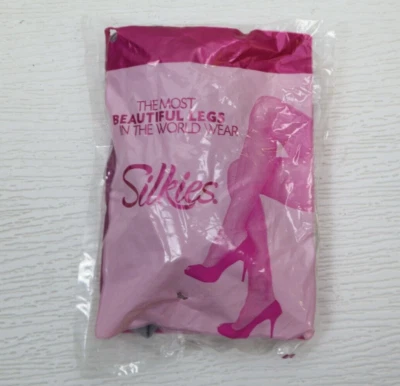 THE MOST
BEAUTIFUL LEGS
IN THE WORLD WEAR
Silkies.